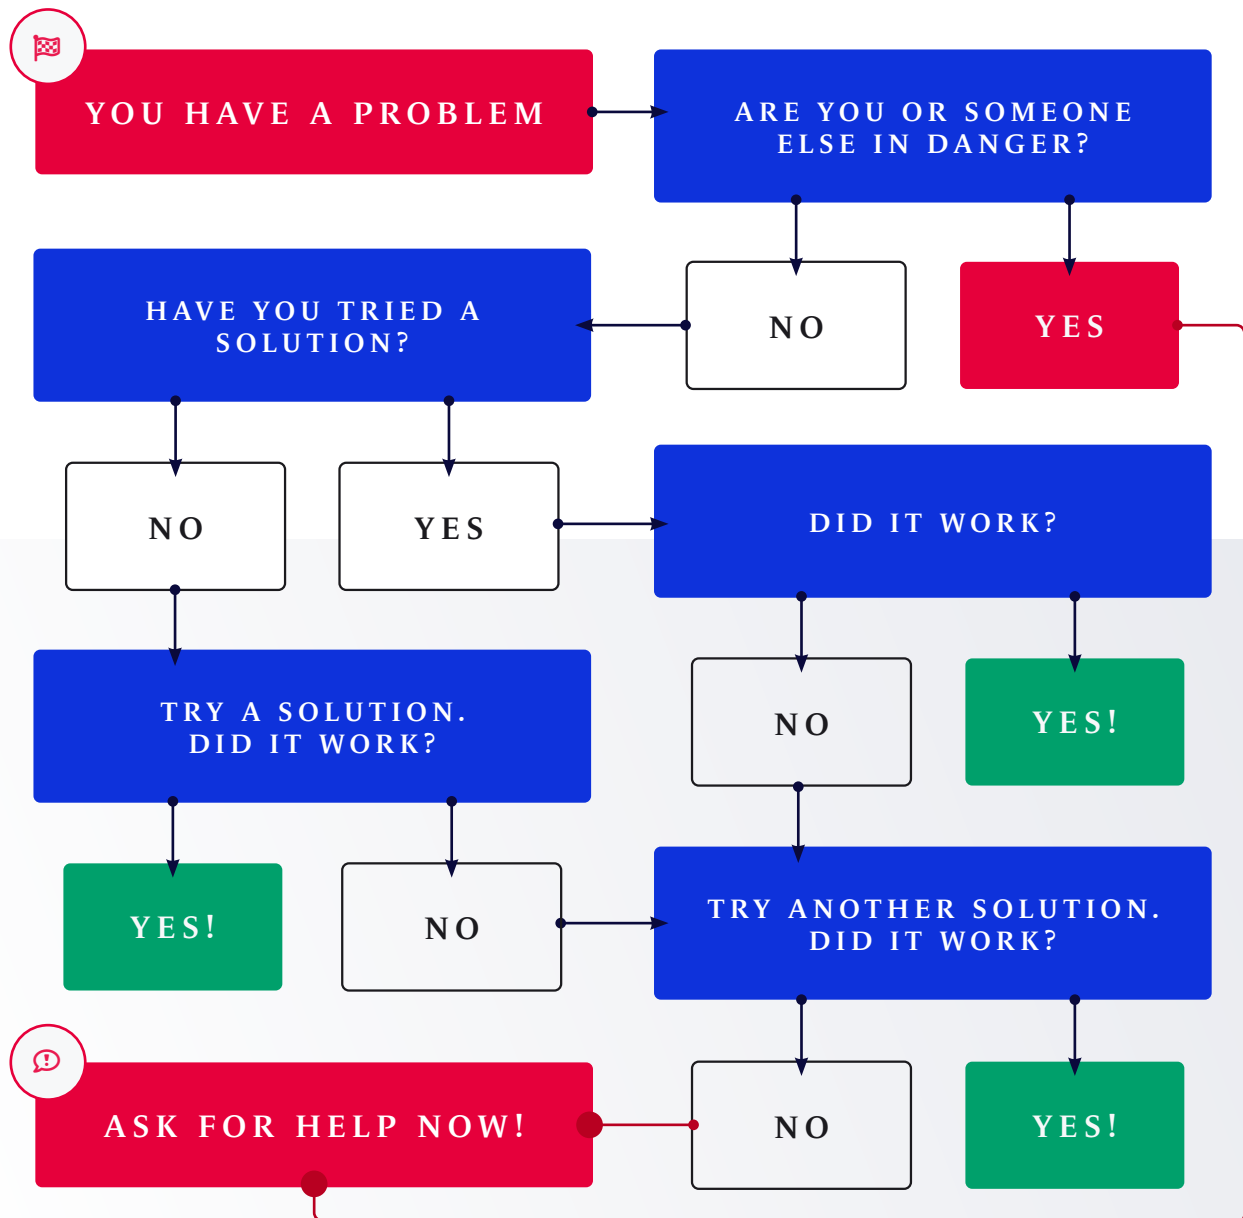 YOU HAVE A PROBLEM
ARE YOU OR SOMEONE
ELSE IN DANGER?
HAVE YOU TRIED A
SOLUTION?
NO
YES
NO
YES
DID IT WORK?
TRY A SOLUTION.
DID IT WORK?
NO
YES!
YES!
NO
TRY ANOTHER SOLUTION.
DID IT WORK?
ASK FOR HELP NOW!
NO
YES!